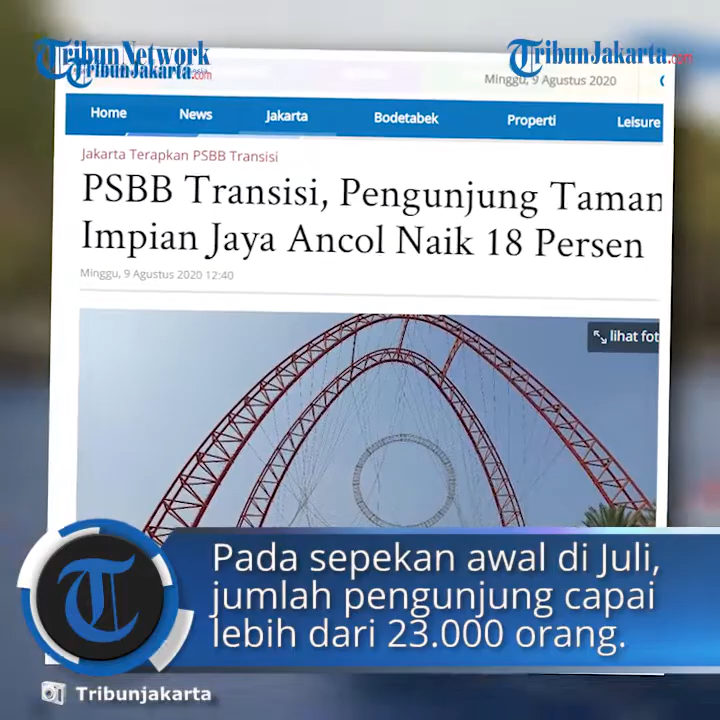 Tribun Network
TribunJakarta.com
TribunJakarta.com
Minggu, 9 Agustus 2020
Home News Jakarta Bodetabek Properti Leisure
Jakarta Terapkan PSBB Transisi
PSBB Transisi, Pengunjung Taman
Impian Jaya Ancol Naik 18 Persen
Minggu, 9 Agustus 2020 12:40
lihat fot
Pada sepekan awal di Juli,
jumlah pengunjung capai
lebih dari 23.000 orang.
T
Tribunjakarta